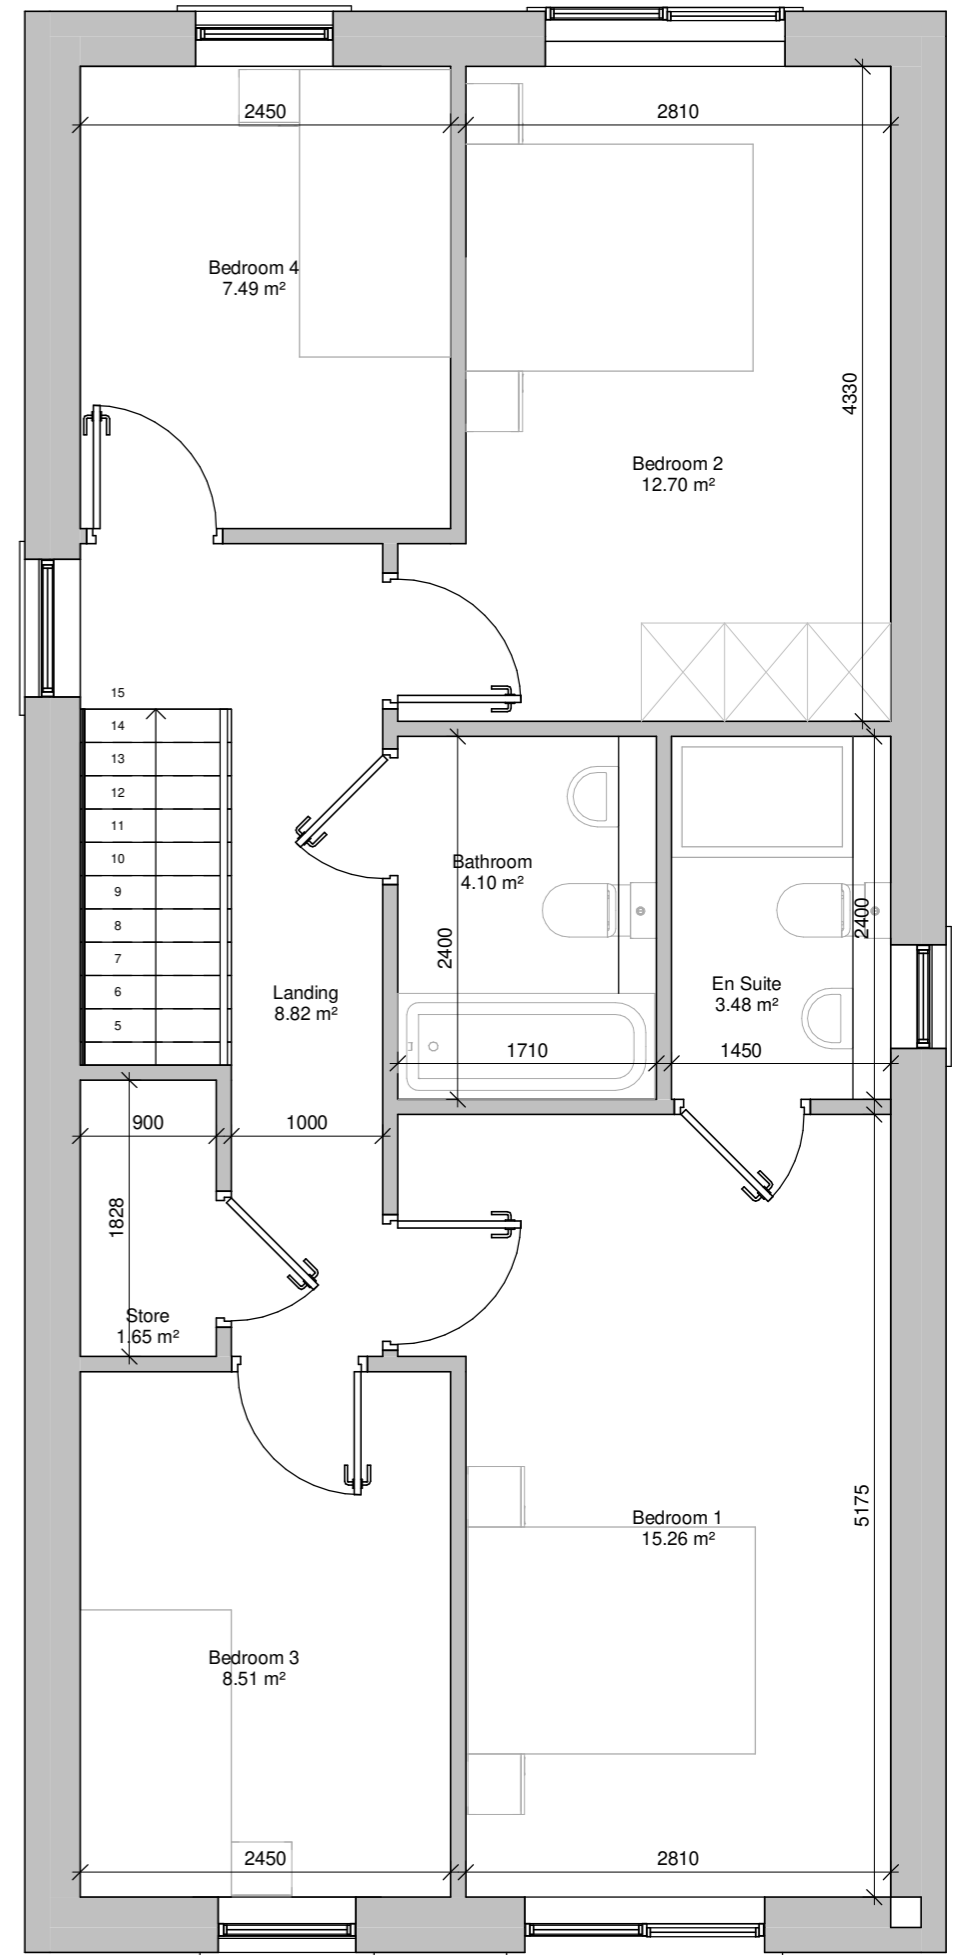 2450
2810
Bedroom 4
7.49 m²
4330
Bedroom 2
12.70 m²
15
14
13
12
11
10
9
8
7
6
5
Bathroom
4.10 m²
2400
2400
En Suite
3.48 m²
Landing
8.82 m²
1710
1450
900
1000
1828
Store
1.65 m²
5175
Bedroom 1
15.26 m²
Bedroom 3
8.51 m²
2450
2810